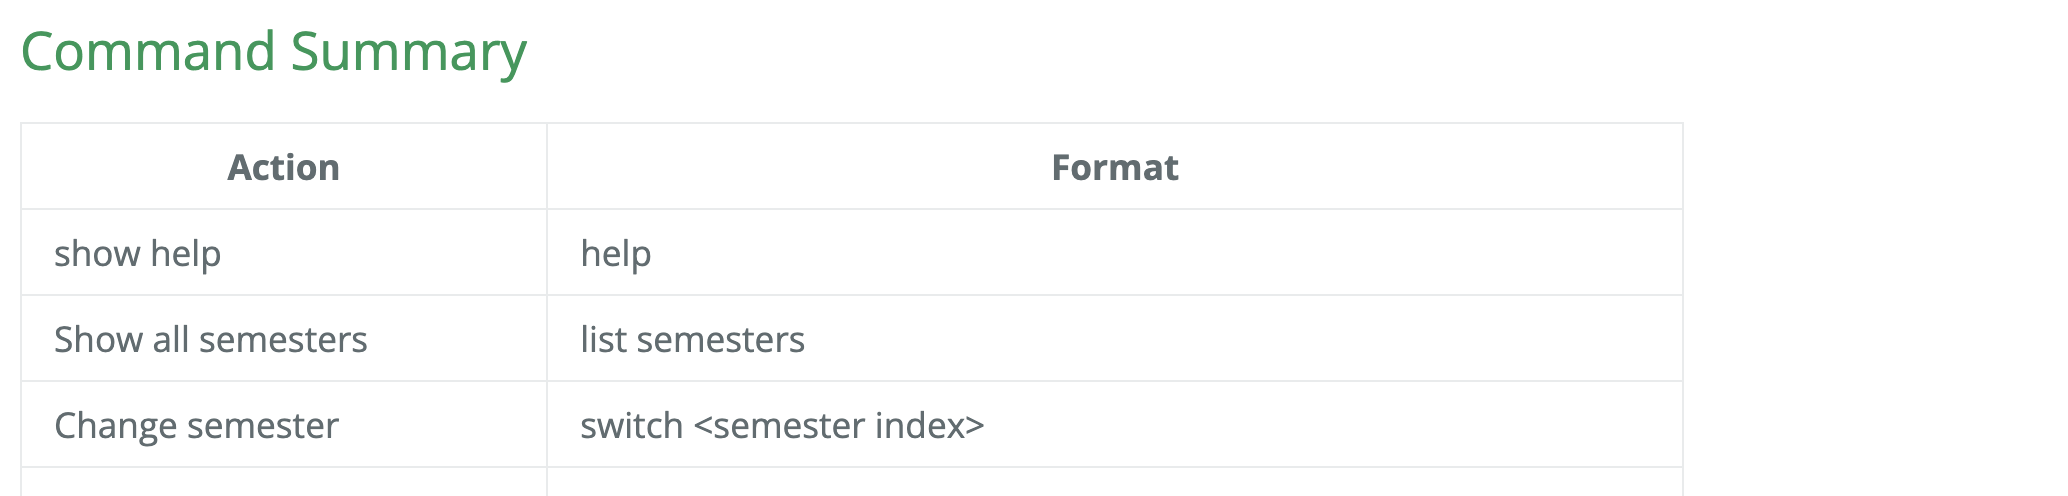 Command Summary
Action Format
show help help
Show all semesters list semesters
Change semester switch <semester index>